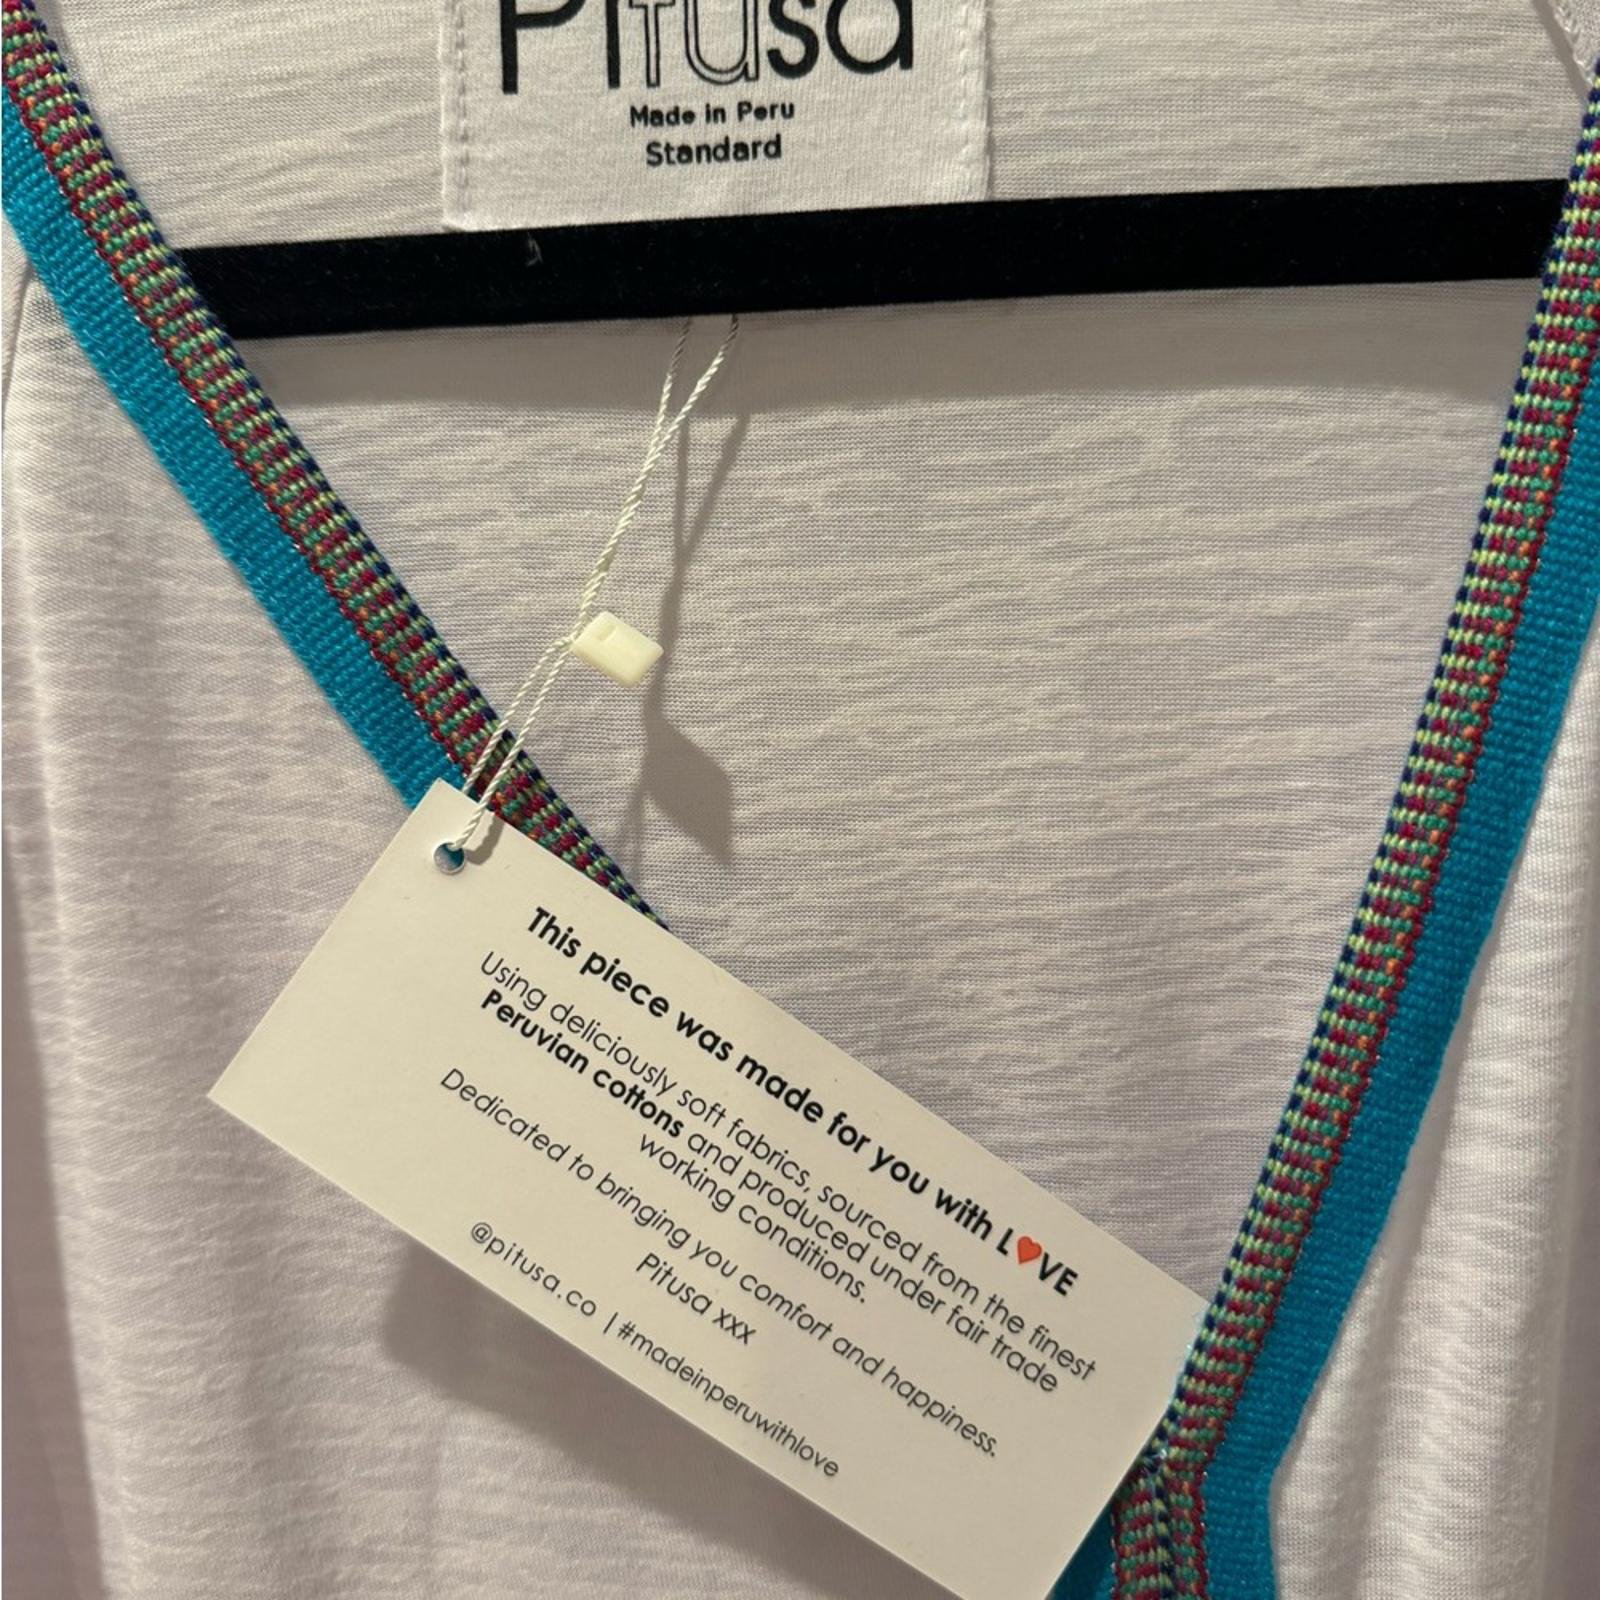 Pitusa
Made in Peru
Standard
This piece was made for you with L♥VE
Using deliciously soft fabrics, sourced from the finest
Peruvian cottons and produced under fair trade
working conditions.
Dedicated to bringing you comfort and happiness.
Pitusa xxx
@pitusa.co | #madeinperuwithlove